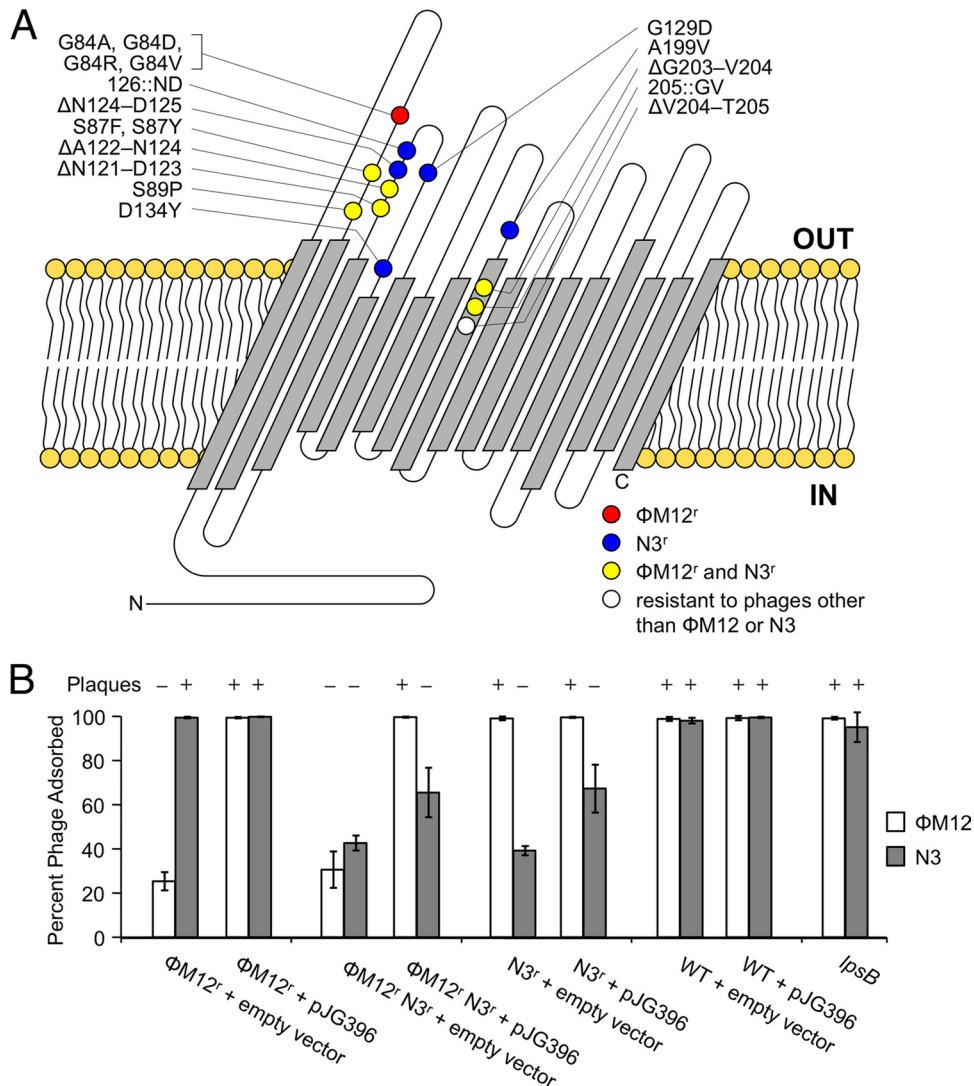 A
G84A, G84D,
G84R, G84V
126::ND
ΔN124–D125
S87F, S87Y
ΔA122–N124
ΔN121–D123
S89P
D134Y
G129D
A199V
ΔG203–V204
205::GV
ΔV204–T205
OUT
IN
C
N
ΦM12ʳ
N3ʳ
ΦM12ʳ and N3ʳ
resistant to phages other
than ΦM12 or N3
B
Plaques – + + + – – + – + – + – + + + + + +
Percent Phage Adsorbed
100
80
60
40
20
0
ΦM12
N3
ΦM12ʳ + empty vector
ΦM12ʳ + pJG396
ΦM12ʳ N3ʳ + empty vector
ΦM12ʳ N3ʳ + pJG396
N3ʳ + empty vector
N3ʳ + pJG396
WT + empty vector
WT + pJG396
lpsB